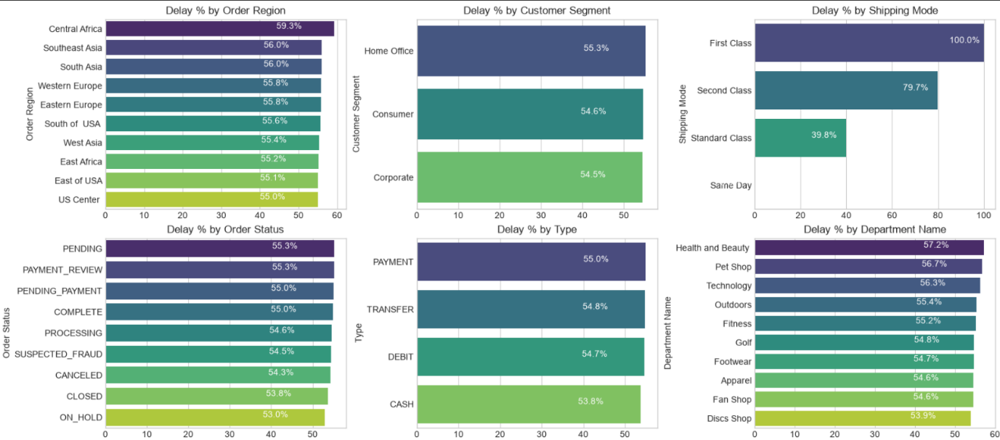 Delay % by Order Region
Order Region
Central Africa 59.3%
Southeast Asia 56.0%
South Asia 56.0%
Western Europe 55.8%
Eastern Europe 55.8%
South of  USA 55.6%
West Asia 55.4%
East Africa 55.2%
East of USA 55.1%
US Center 55.0%
0 10 20 30 40 50 60
Delay % by Customer Segment
Customer Segment
Home Office 55.3%
Consumer 54.6%
Corporate 54.5%
0 10 20 30 40 50
Delay % by Shipping Mode
Shipping Mode
First Class 100.0%
Second Class 79.7%
Standard Class 39.8%
Same Day
0 20 40 60 80 100
Delay % by Order Status
Order Status
PENDING 55.3%
PAYMENT_REVIEW 55.3%
PENDING_PAYMENT 55.0%
COMPLETE 55.0%
PROCESSING 54.6%
SUSPECTED_FRAUD 54.5%
CANCELED 54.3%
CLOSED 53.8%
ON_HOLD 53.0%
0 10 20 30 40 50
Delay % by Type
Type
PAYMENT 55.0%
TRANSFER 54.8%
DEBIT 54.7%
CASH 53.8%
0 10 20 30 40 50
Delay % by Department Name
Department Name
Health and Beauty 57.2%
Pet Shop 56.7%
Technology 56.3%
Outdoors 55.4%
Fitness 55.2%
Golf 54.8%
Footwear 54.7%
Apparel 54.6%
Fan Shop 54.6%
Discs Shop 53.9%
0 10 20 30 40 50 60